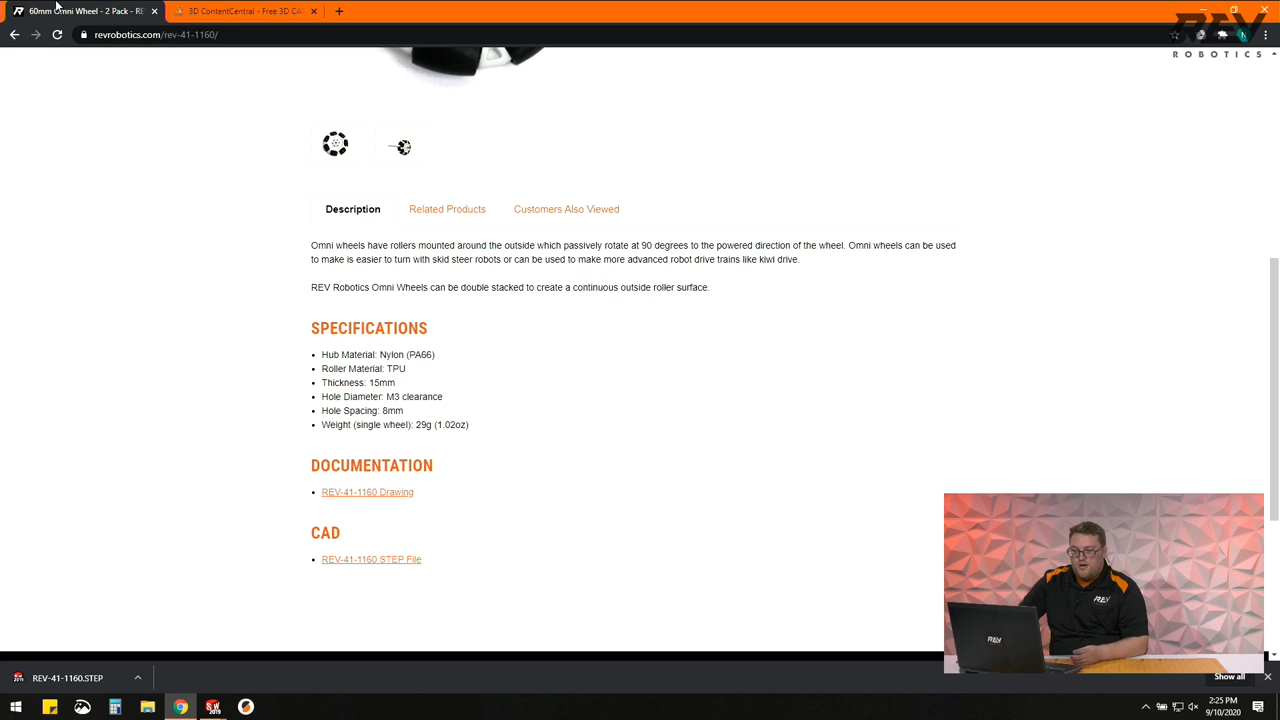 60mm Omni Wheel - 2 Pack - RE
3D ContentCentral - Free 3D CA
revrobotics.com/rev-41-1160/
N
REV
ROBOTICS
Description
Related Products
Customers Also Viewed
Omni wheels have rollers mounted around the outside which passively rotate at 90 degrees to the powered direction of the wheel. Omni wheels can be used
to make is easier to turn with skid steer robots or can be used to make more advanced robot drive trains like kiwi drive.
REV Robotics Omni Wheels can be double stacked to create a continuous outside roller surface.
SPECIFICATIONS
• Hub Material: Nylon (PA66)
• Roller Material: TPU
• Thickness: 15mm
• Hole Diameter: M3 clearance
• Hole Spacing: 8mm
• Weight (single wheel): 29g (1.02oz)
DOCUMENTATION
• REV-41-1160 Drawing
CAD
• REV-41-1160 STEP File
REV
REV
REV-41-1160.STEP
Show all
SW
2019
2:25 PM
9/10/2020